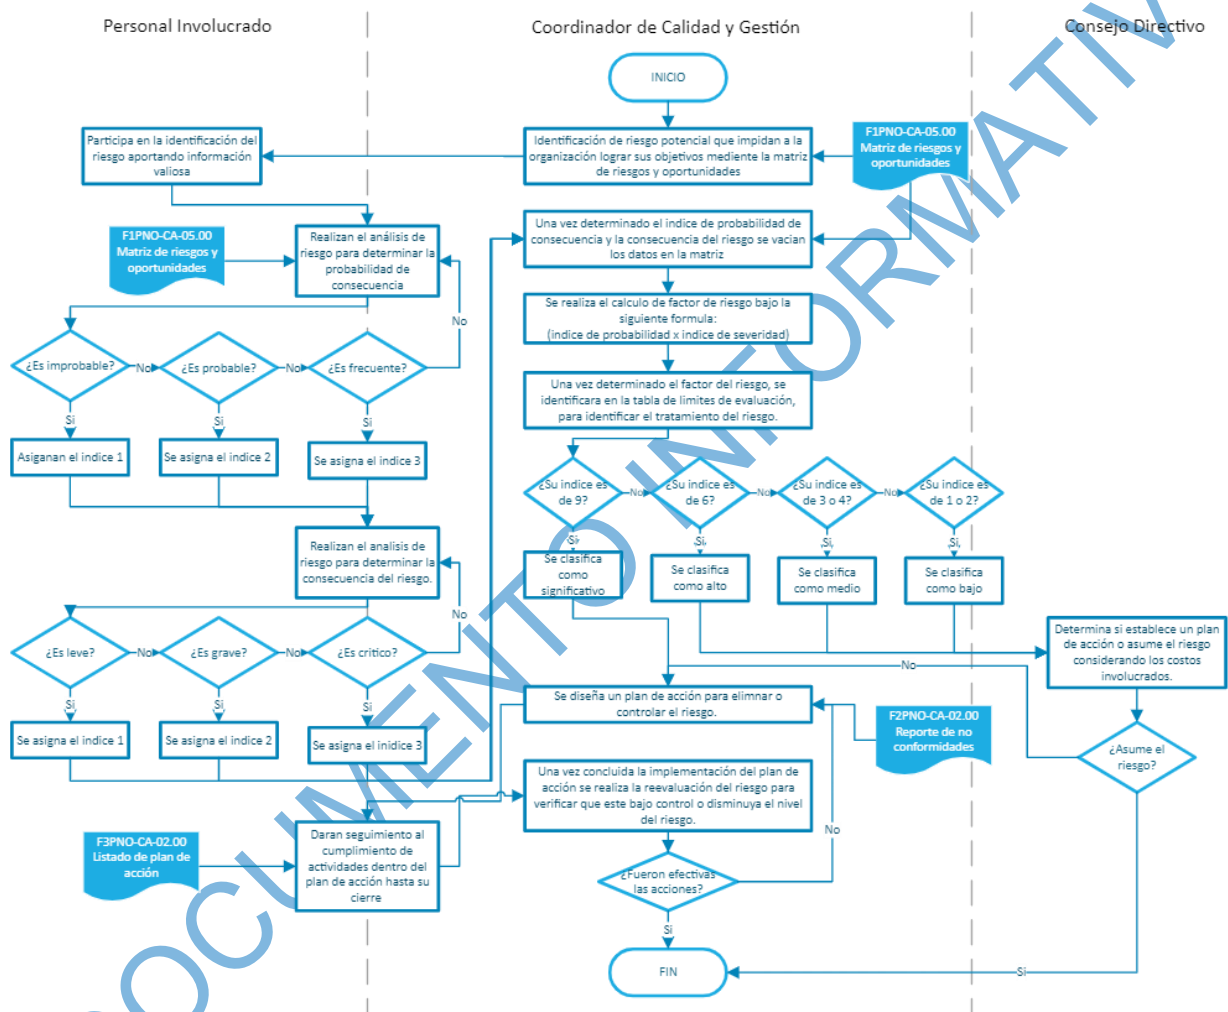 Personal Involucrado
Coordinador de Calidad y Gestión
Consejo Directivo
INICIO
Participa en la identificación del
riesgo aportando información
valiosa
Identificación de riesgo potencial que impidan a la
organización lograr sus objetivos mediante la matriz
de riesgos y oportunidades
F1PNO-CA-05.00
Matriz de riesgos y
oportunidades
F1PNO-CA-05.00
Matriz de riesgos y
oportunidades
Realizan el análisis de
riesgo para determinar la
probabilidad de
consecuencia
Una vez determinado el indice de probabilidad de
consecuencia y la consecuencia del riesgo se vacian
los datos en la matriz
Se realiza el calculo de factor de riesgo bajo la
siguiente formula:
(indice de probabilidad x indice de severidad)
No
¿Es improbable?
No
¿Es probable?
No
¿Es frecuente?
Una vez determinado el factor del riesgo, se
identificara en la tabla de limites de evaluación,
para identificar el tratamiento del riesgo.
Si
Si
Si
Asiganan el indice 1
Se asigna el indice 2
Se asigna el indice 3
¿Su indice es
de 9?
No
¿Su indice es
de 6?
No
¿Su indice es
de 3 o 4?
No
¿Su indice es
de 1 o 2?
Si
Si
Si
Si
Realizan el analisis de
riesgo para determinar la
consecuencia del riesgo.
Se clasifica
como
significativo
Se clasifica
como alto
Se clasifica
como medio
Se clasifica
como bajo
No
¿Es leve?
No
¿Es grave?
No
¿Es critico?
Determina si establece un plan
de acción o asume el riesgo
considerando los costos
involucrados.
No
Si
Si
Si
Se asigna el indice 1
Se asigna el indice 2
Se asigna el inidice 3
Se diseña un plan de acción para elimnar o
controlar el riesgo.
F2PNO-CA-02.00
Reporte de no
conformidades
¿Asume el
riesgo?
Una vez concluida la implementación del plan de
acción se realiza la reevaluación del riesgo para
verificar que este bajo control o disminuya el nivel
del riesgo.
No
F3PNO-CA-02.00
Listado de plan de
acción
Daran seguimiento al
cumplimiento de
actividades dentro del
plan de acción hasta su
cierre
¿Fueron efectivas
las acciones?
Si
FIN
Si
DOCUMENTO INFORMATIV